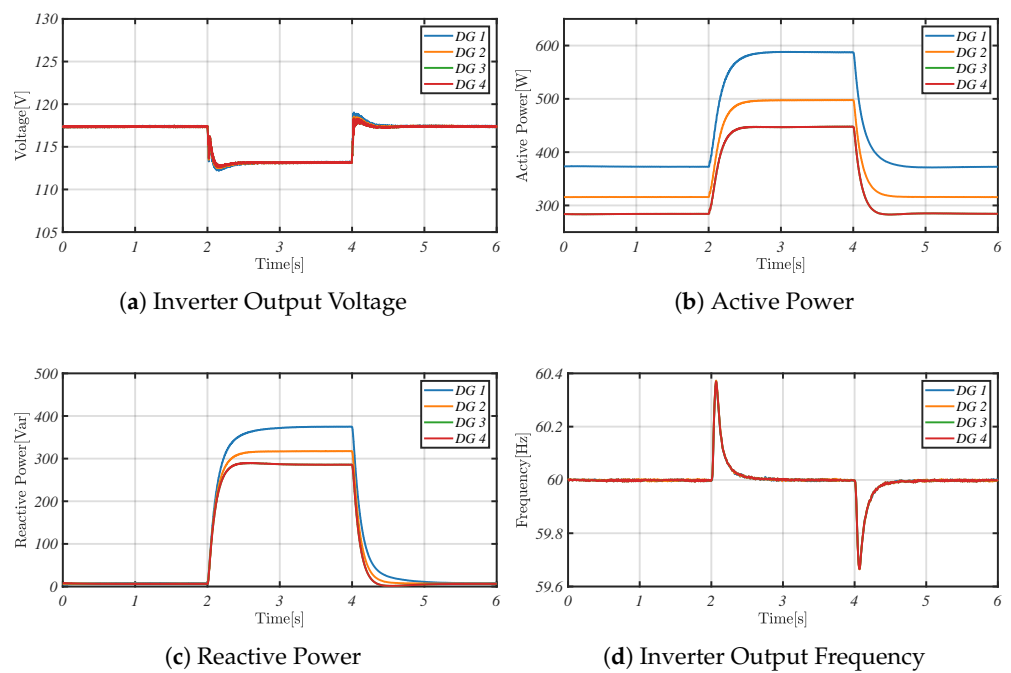 130
125
120
115
110
105
Voltage[V]
DG 1
DG 2
DG 3
DG 4
0 1 2 3 4 5 6
Time[s]
(a) Inverter Output Voltage
600
500
400
300
Active Power[W]
DG 1
DG 2
DG 3
DG 4
0 1 2 3 4 5 6
Time[s]
(b) Active Power
500
400
300
200
100
0
Reactive Power[Var]
DG 1
DG 2
DG 3
DG 4
0 1 2 3 4 5 6
Time[s]
(c) Reactive Power
60.4
60.2
60
59.8
59.6
Frequency[Hz]
DG 1
DG 2
DG 3
DG 4
0 1 2 3 4 5 6
Time[s]
(d) Inverter Output Frequency